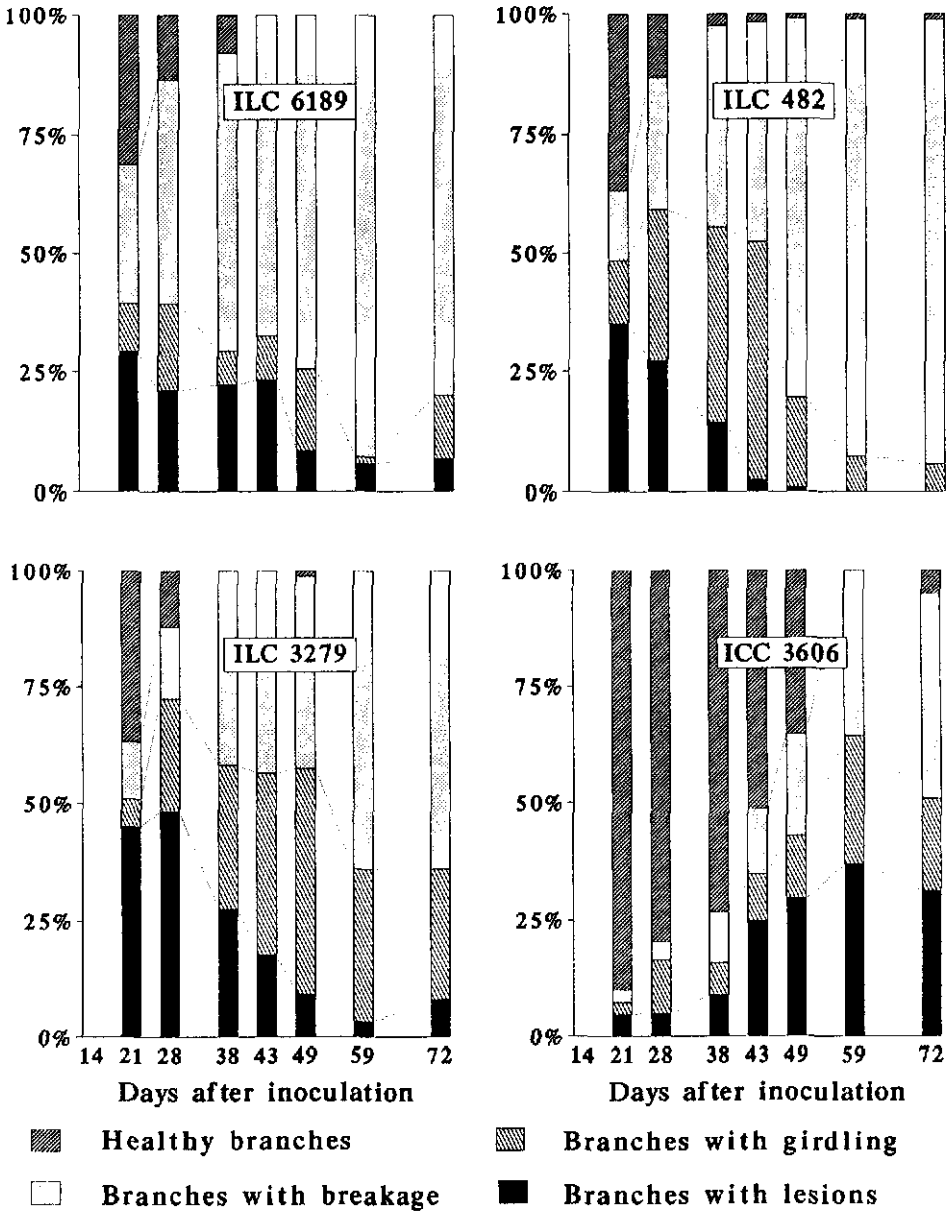 100%
75%
50%
25%
0%
ILC 6189
100%
75%
50%
25%
0%
ILC 482
100%
75%
50%
25%
0%
ILC 3279
14 21 28 38 43 49 59 72
Days after inoculation
100%
75%
50%
25%
0%
ICC 3606
14 21 28 38 43 49 59 72
Days after inoculation
Healthy branches
Branches with girdling
Branches with breakage
Branches with lesions